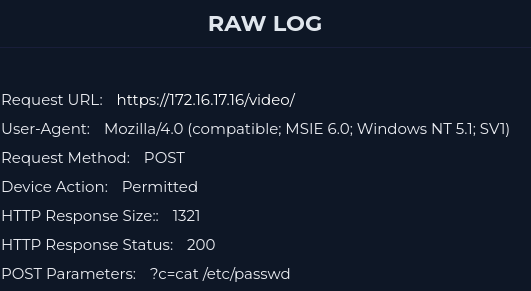 RAW LOG
Request URL: https://172.16.17.16/video/
User-Agent: Mozilla/4.0 (compatible; MSIE 6.0; Windows NT 5.1; SV1)
Request Method: POST
Device Action: Permitted
HTTP Response Size:: 1321
HTTP Response Status: 200
POST Parameters: ?c=cat /etc/passwd